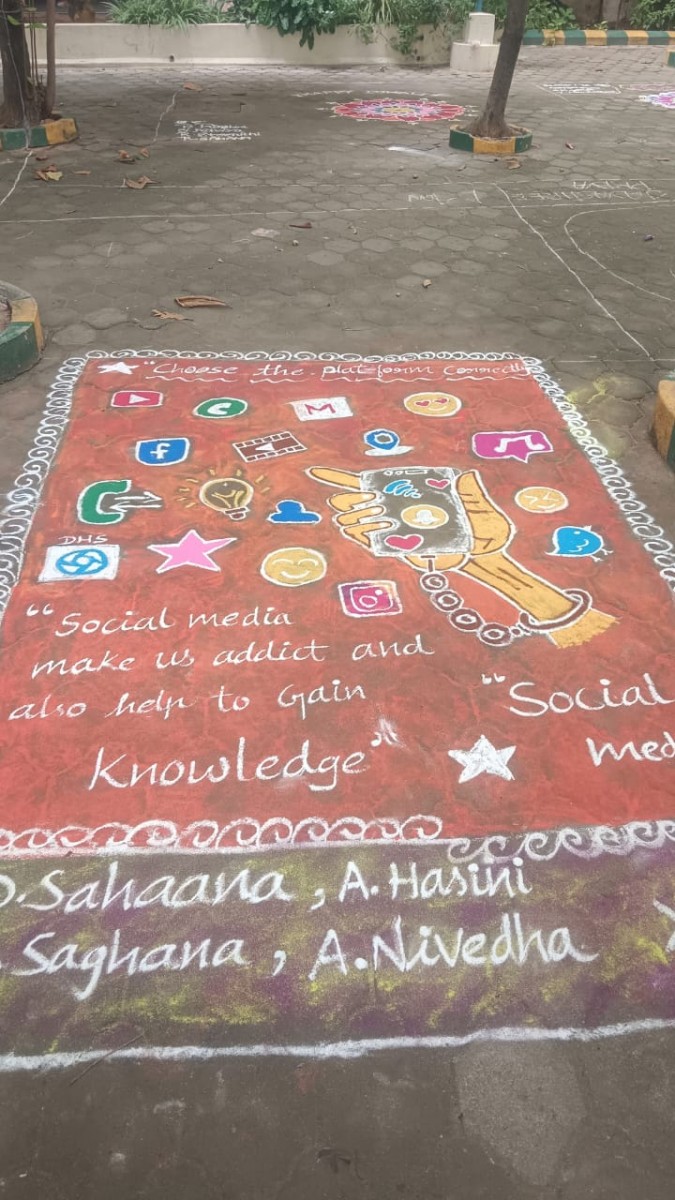 "Choose the platform Correctly
DHS
"Social media
make us addict and
also help to Gain
Knowledge"
"Social
med
D.Sahaana , A.Hasini
Saghana , A.Nivedha